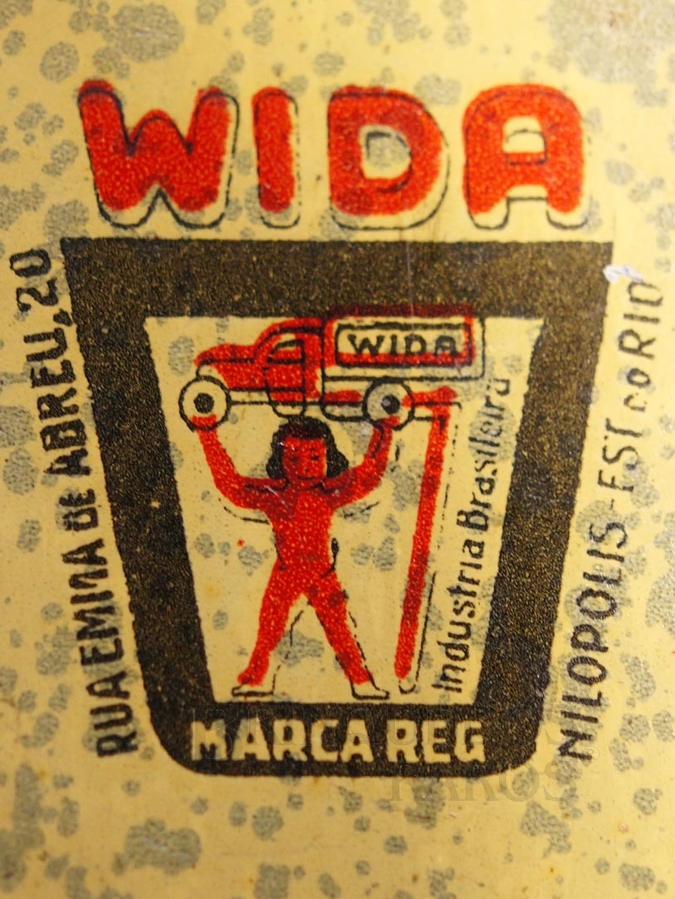 WIDA
RUA EMINA DE ABREU, 20
WIDA
Industria Brasileira
NILOPOLIS - EST. DO RIO
MARCA REG